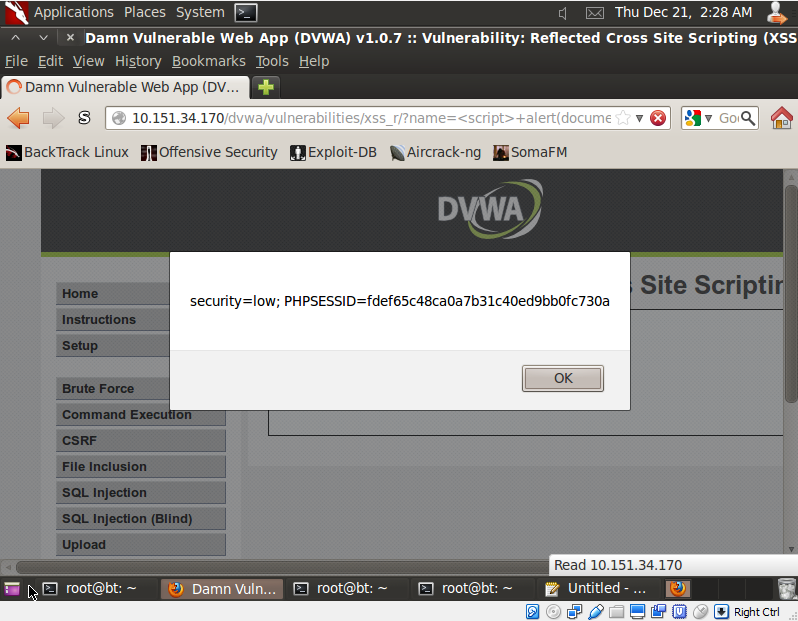 Applications Places System Thu Dec 21, 2:28 AM
Damn Vulnerable Web App (DVWA) v1.0.7 :: Vulnerability: Reflected Cross Site Scripting (XSS
File Edit View History Bookmarks Tools Help
Damn Vulnerable Web App (DV...
10.151.34.170/dvwa/vulnerabilities/xss_r/?name=<script>+alert(docume
BackTrack Linux Offensive Security Exploit-DB Aircrack-ng SomaFM
DVWA
Site Scriptin
security=low; PHPSESSID=fdef65c48ca0a7b31c40ed9bb0fc730a
OK
Home
Instructions
Setup
Brute Force
Command Execution
CSRF
File Inclusion
SQL Injection
SQL Injection (Blind)
Upload
Read 10.151.34.170
root@bt: ~ Damn Vuln... root@bt: ~ root@bt: ~ Untitled - ...
Right Ctrl